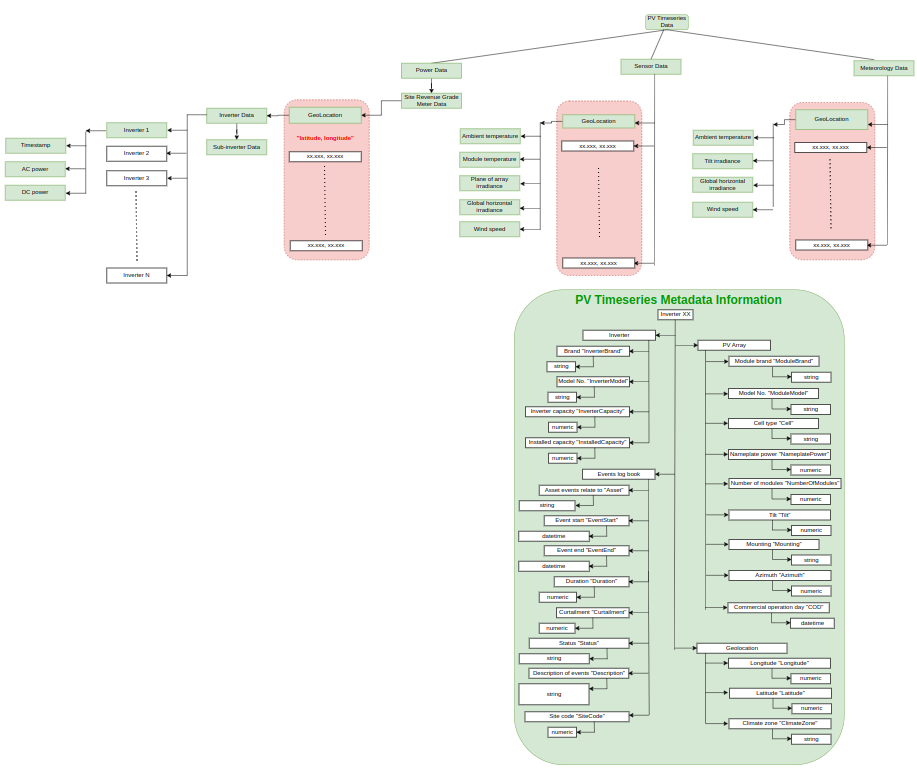 PV Timeseries
Data
Power Data
Sensor Data
Meteorology Data
Site Revenue Grade
Meter Data
GeoLocation
"latitude, longitude"
xx.xxx, xx.xxx
xx.xxx, xx.xxx
Inverter Data
Sub-inverter Data
Inverter 1
Inverter 2
Inverter 3
Inverter N
Timestamp
AC power
DC power
GeoLocation
xx.xxx, xx.xxx
xx.xxx, xx.xxx
Ambient temperature
Module temperature
Plane of array
irradiance
Global horizontal
irradiance
Wind speed
GeoLocation
xx.xxx, xx.xxx
xx.xxx, xx.xxx
Ambient temperature
Tilt irradiance
Global horizontal
irradiance
Wind speed
PV Timeseries Metadata Information
Inverter XX
Inverter
Brand "InverterBrand"
string
Model No. "InverterModel"
string
Inverter capacity "InverterCapacity"
numeric
Installed capacity "InstalledCapacity"
numeric
Events log book
Asset events relate to "Asset"
string
Event start "EventStart"
datetime
Event end "EventEnd"
datetime
Duration "Duration"
numeric
Curtailment "Curtailment"
numeric
Status "Status"
string
Description of events "Description"
string
Site code "SiteCode"
numeric
PV Array
Module brand "ModuleBrand"
string
Model No. "ModuleModel"
string
Cell type "Cell"
string
Nameplate power "NameplatePower"
numeric
Number of modules "NumberOfModules"
numeric
Tilt "Tilt"
numeric
Mounting "Mounting"
string
Azimuth "Azimuth"
numeric
Commercial operation day "COD"
datetime
Geolocation
Longitude "Longitude"
numeric
Latitude "Latitude"
numeric
Climate zone "ClimateZone"
string